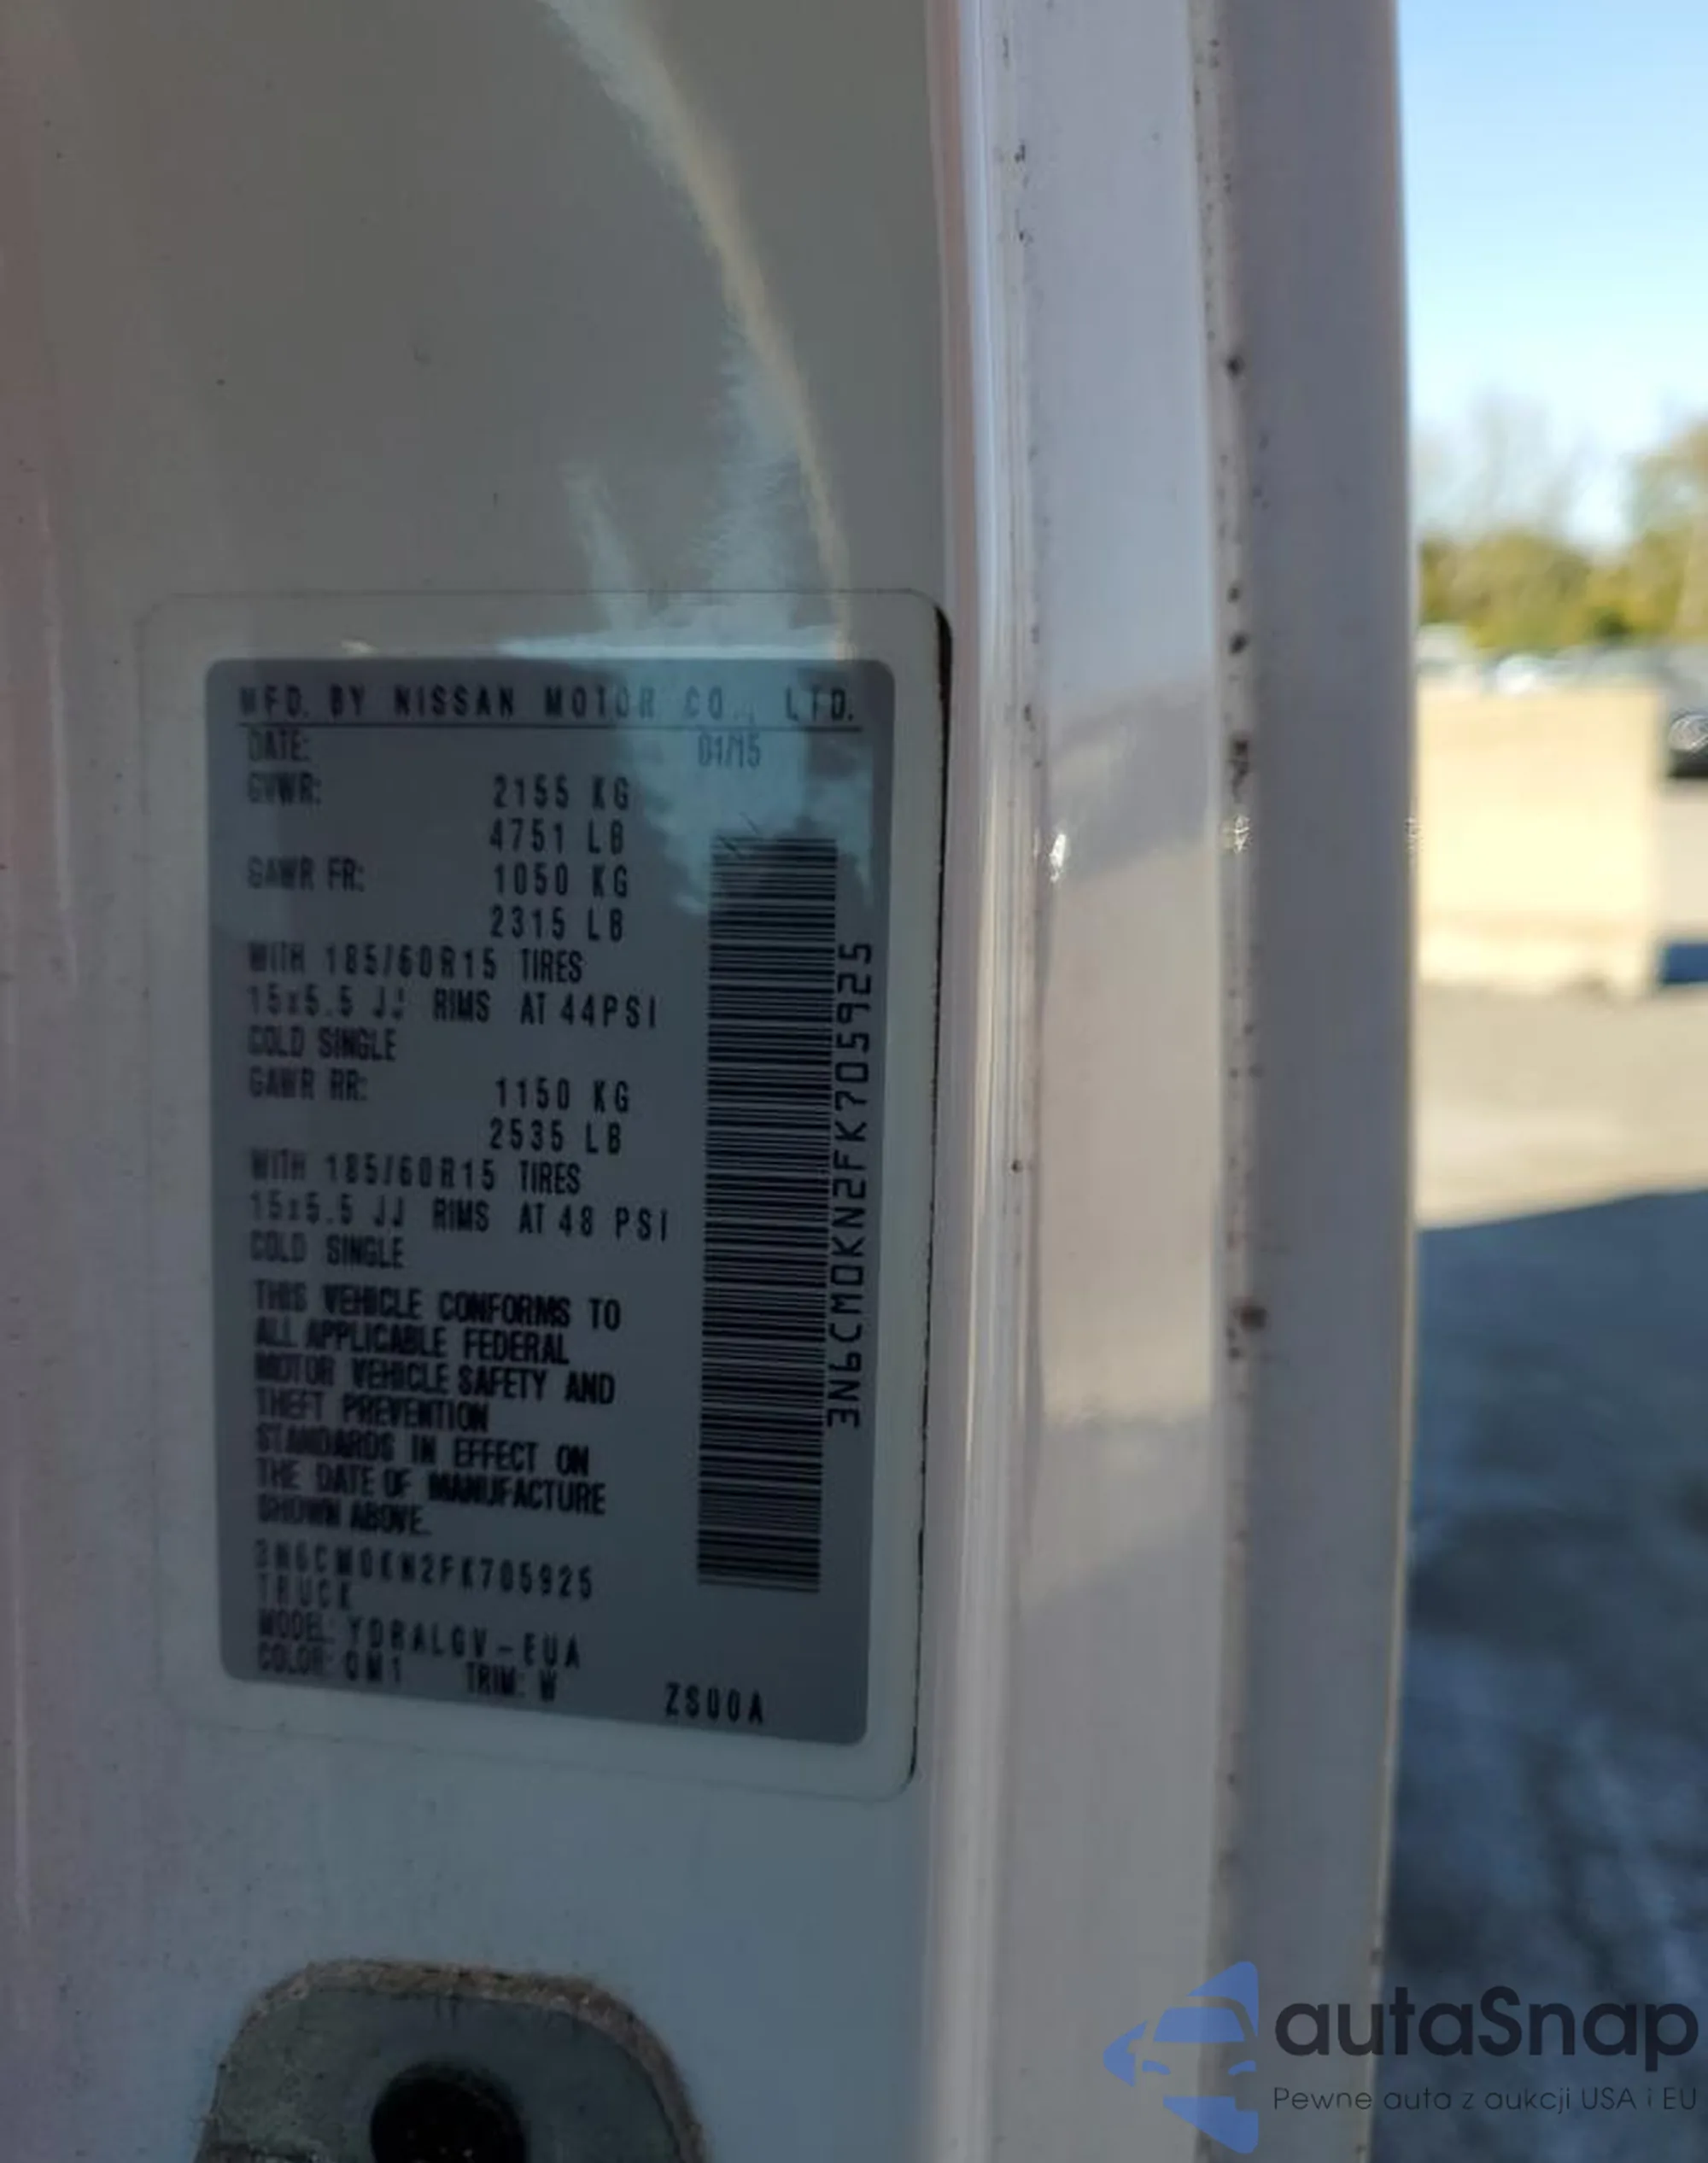 MFD. BY NISSAN MOTOR CO., LTD.
DATE: 01/15
GVWR: 2155 KG
4751 LB
GAWR FR: 1050 KG
2315 LB
WITH 185/60R15 TIRES
15x5.5 JJ RIMS AT 44PSI
COLD SINGLE
GAWR RR: 1150 KG
2535 LB
WITH 185/60R15 TIRES
15x5.5 JJ RIMS AT 48 PSI
COLD SINGLE
THIS VEHICLE CONFORMS TO
ALL APPLICABLE FEDERAL
MOTOR VEHICLE SAFETY AND
THEFT PREVENTION
STANDARDS IN EFFECT ON
THE DATE OF MANUFACTURE
SHOWN ABOVE.
3N6CM0KN2FK705925
TRUCK
MODEL: YDRALGV-EUA
COLOR: QM1 TRIM: W ZS00A
3N6CM0KN2FK705925
autaSnap
Pewne auta z aukcji USA i EU